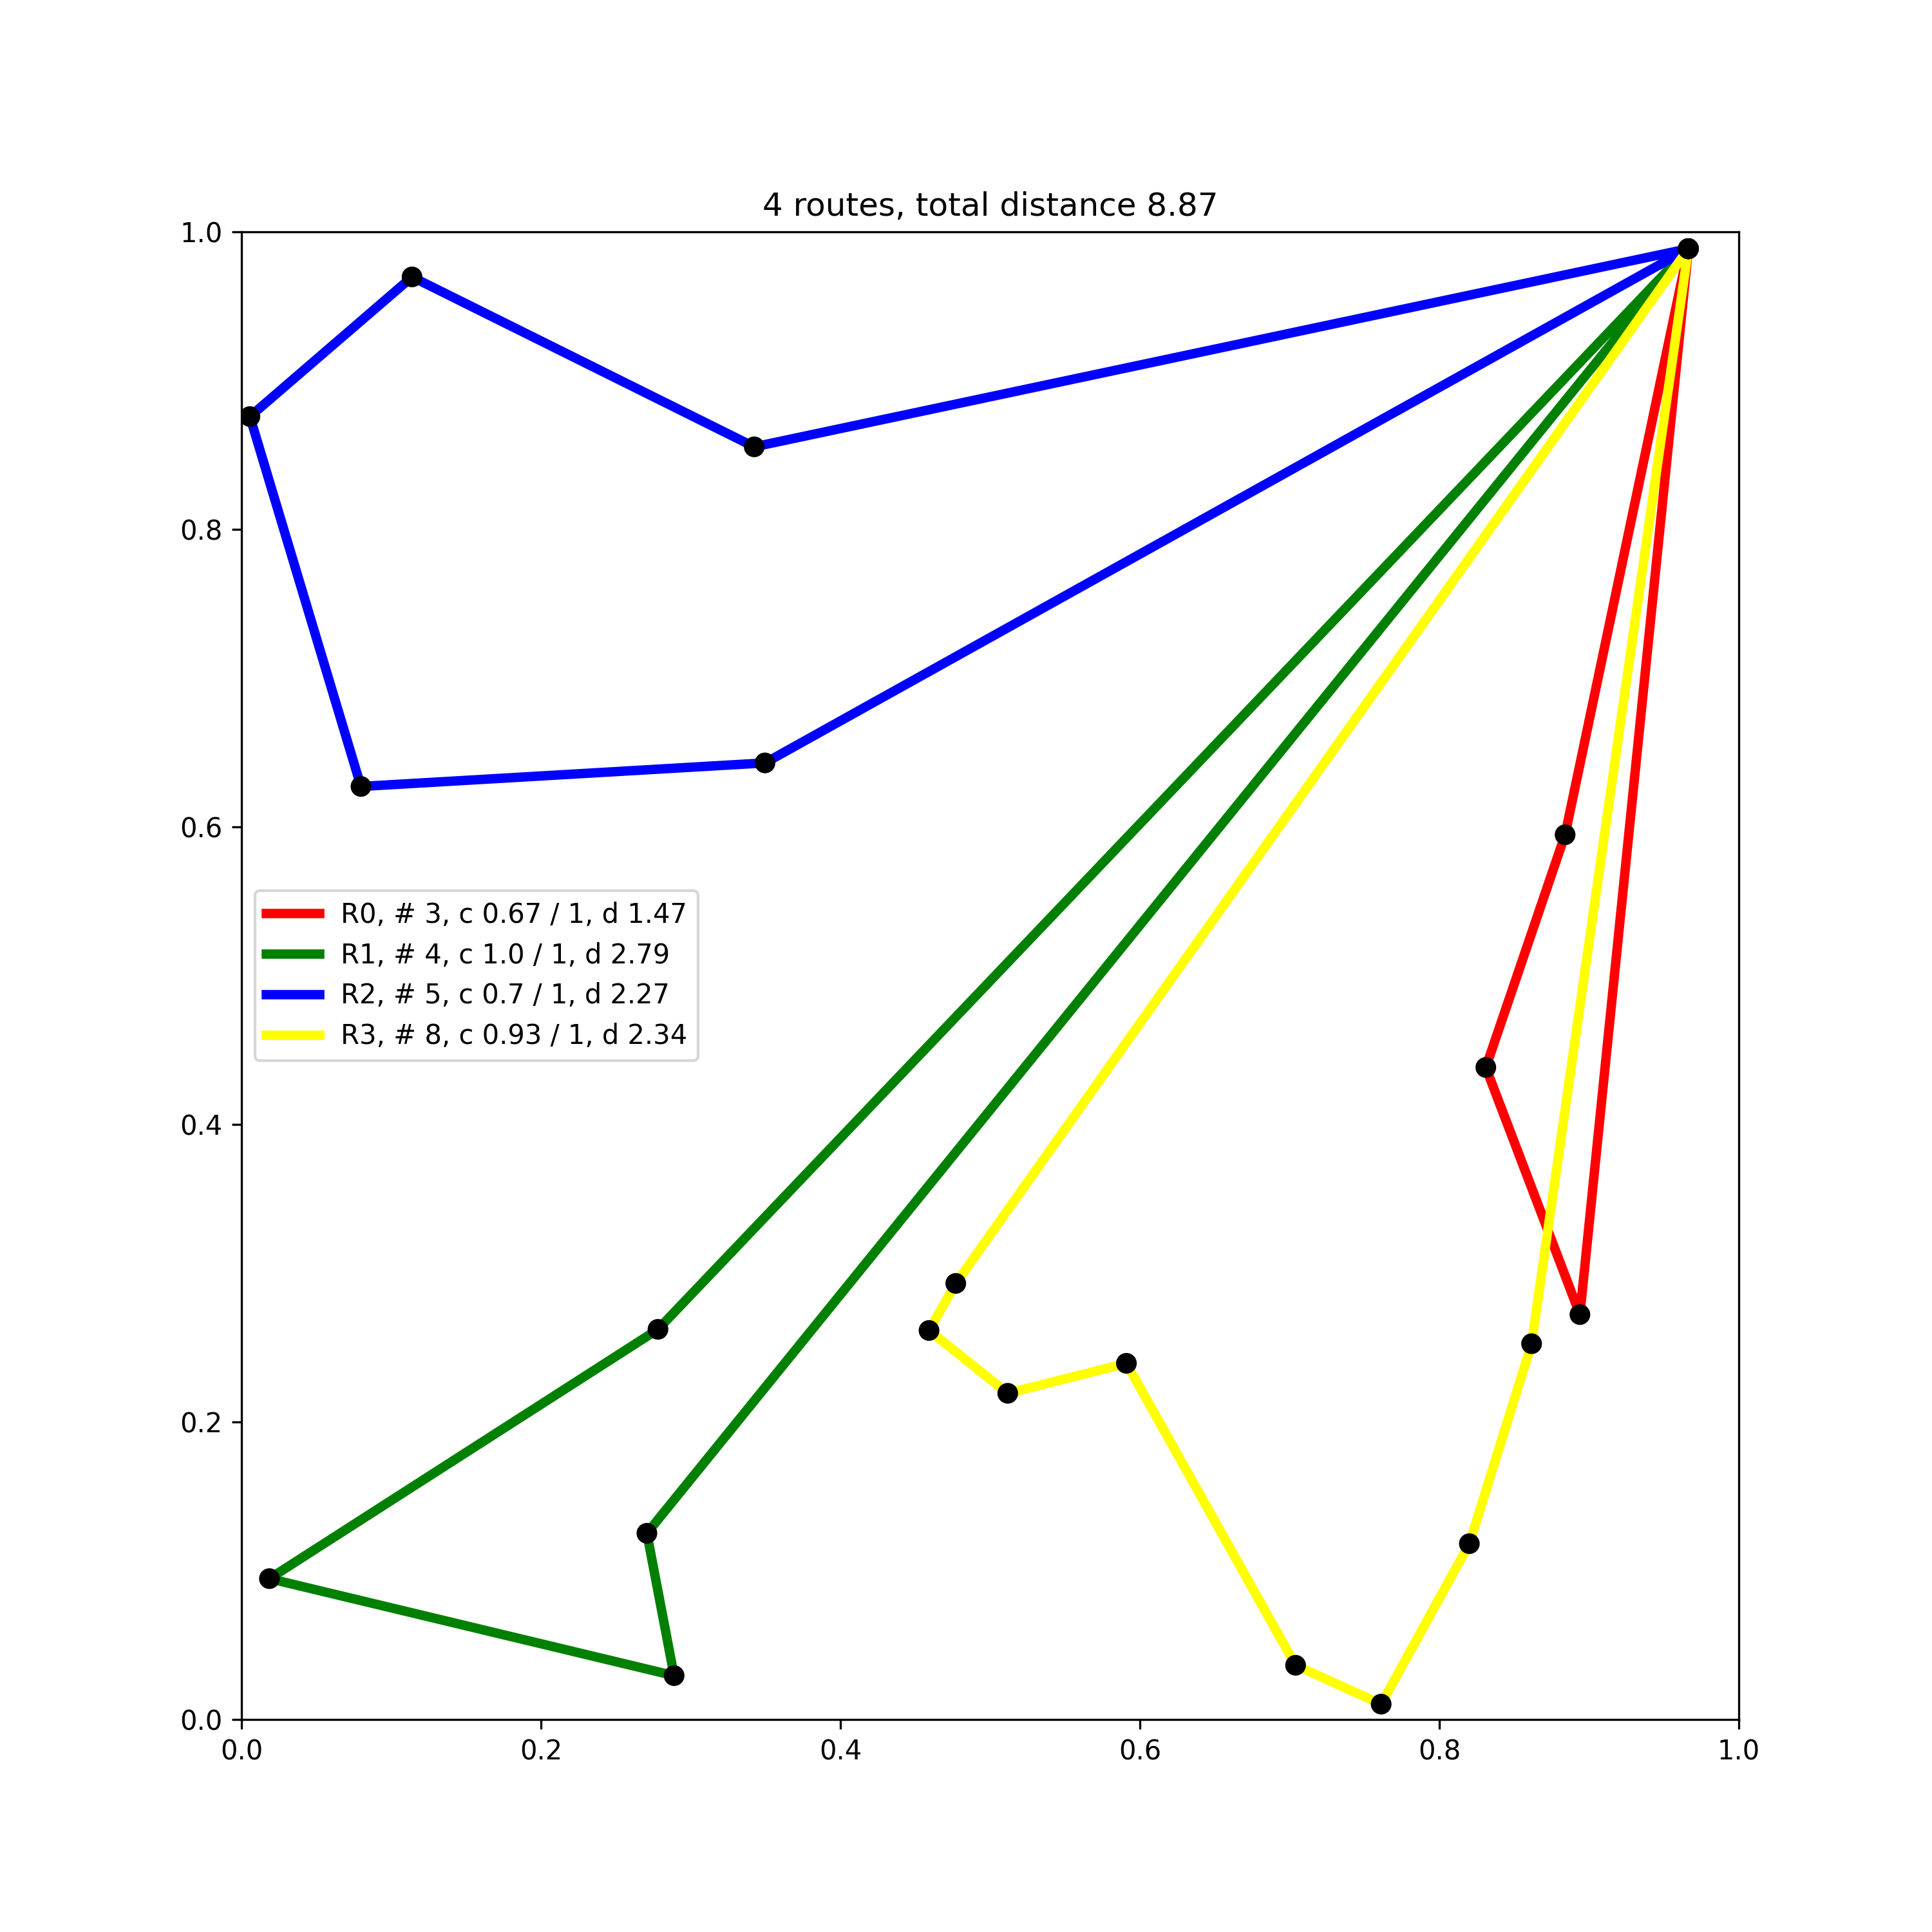 4 routes, total distance 8.87
1.0
0.8
0.6
R0, # 3, c 0.67 / 1, d 1.47
R1, # 4, c 1.0 / 1, d 2.79
R2, # 5, c 0.7 / 1, d 2.27
R3, # 8, c 0.93 / 1, d 2.34
0.4
0.2
0.0
0.0 0.2 0.4 0.6 0.8 1.0